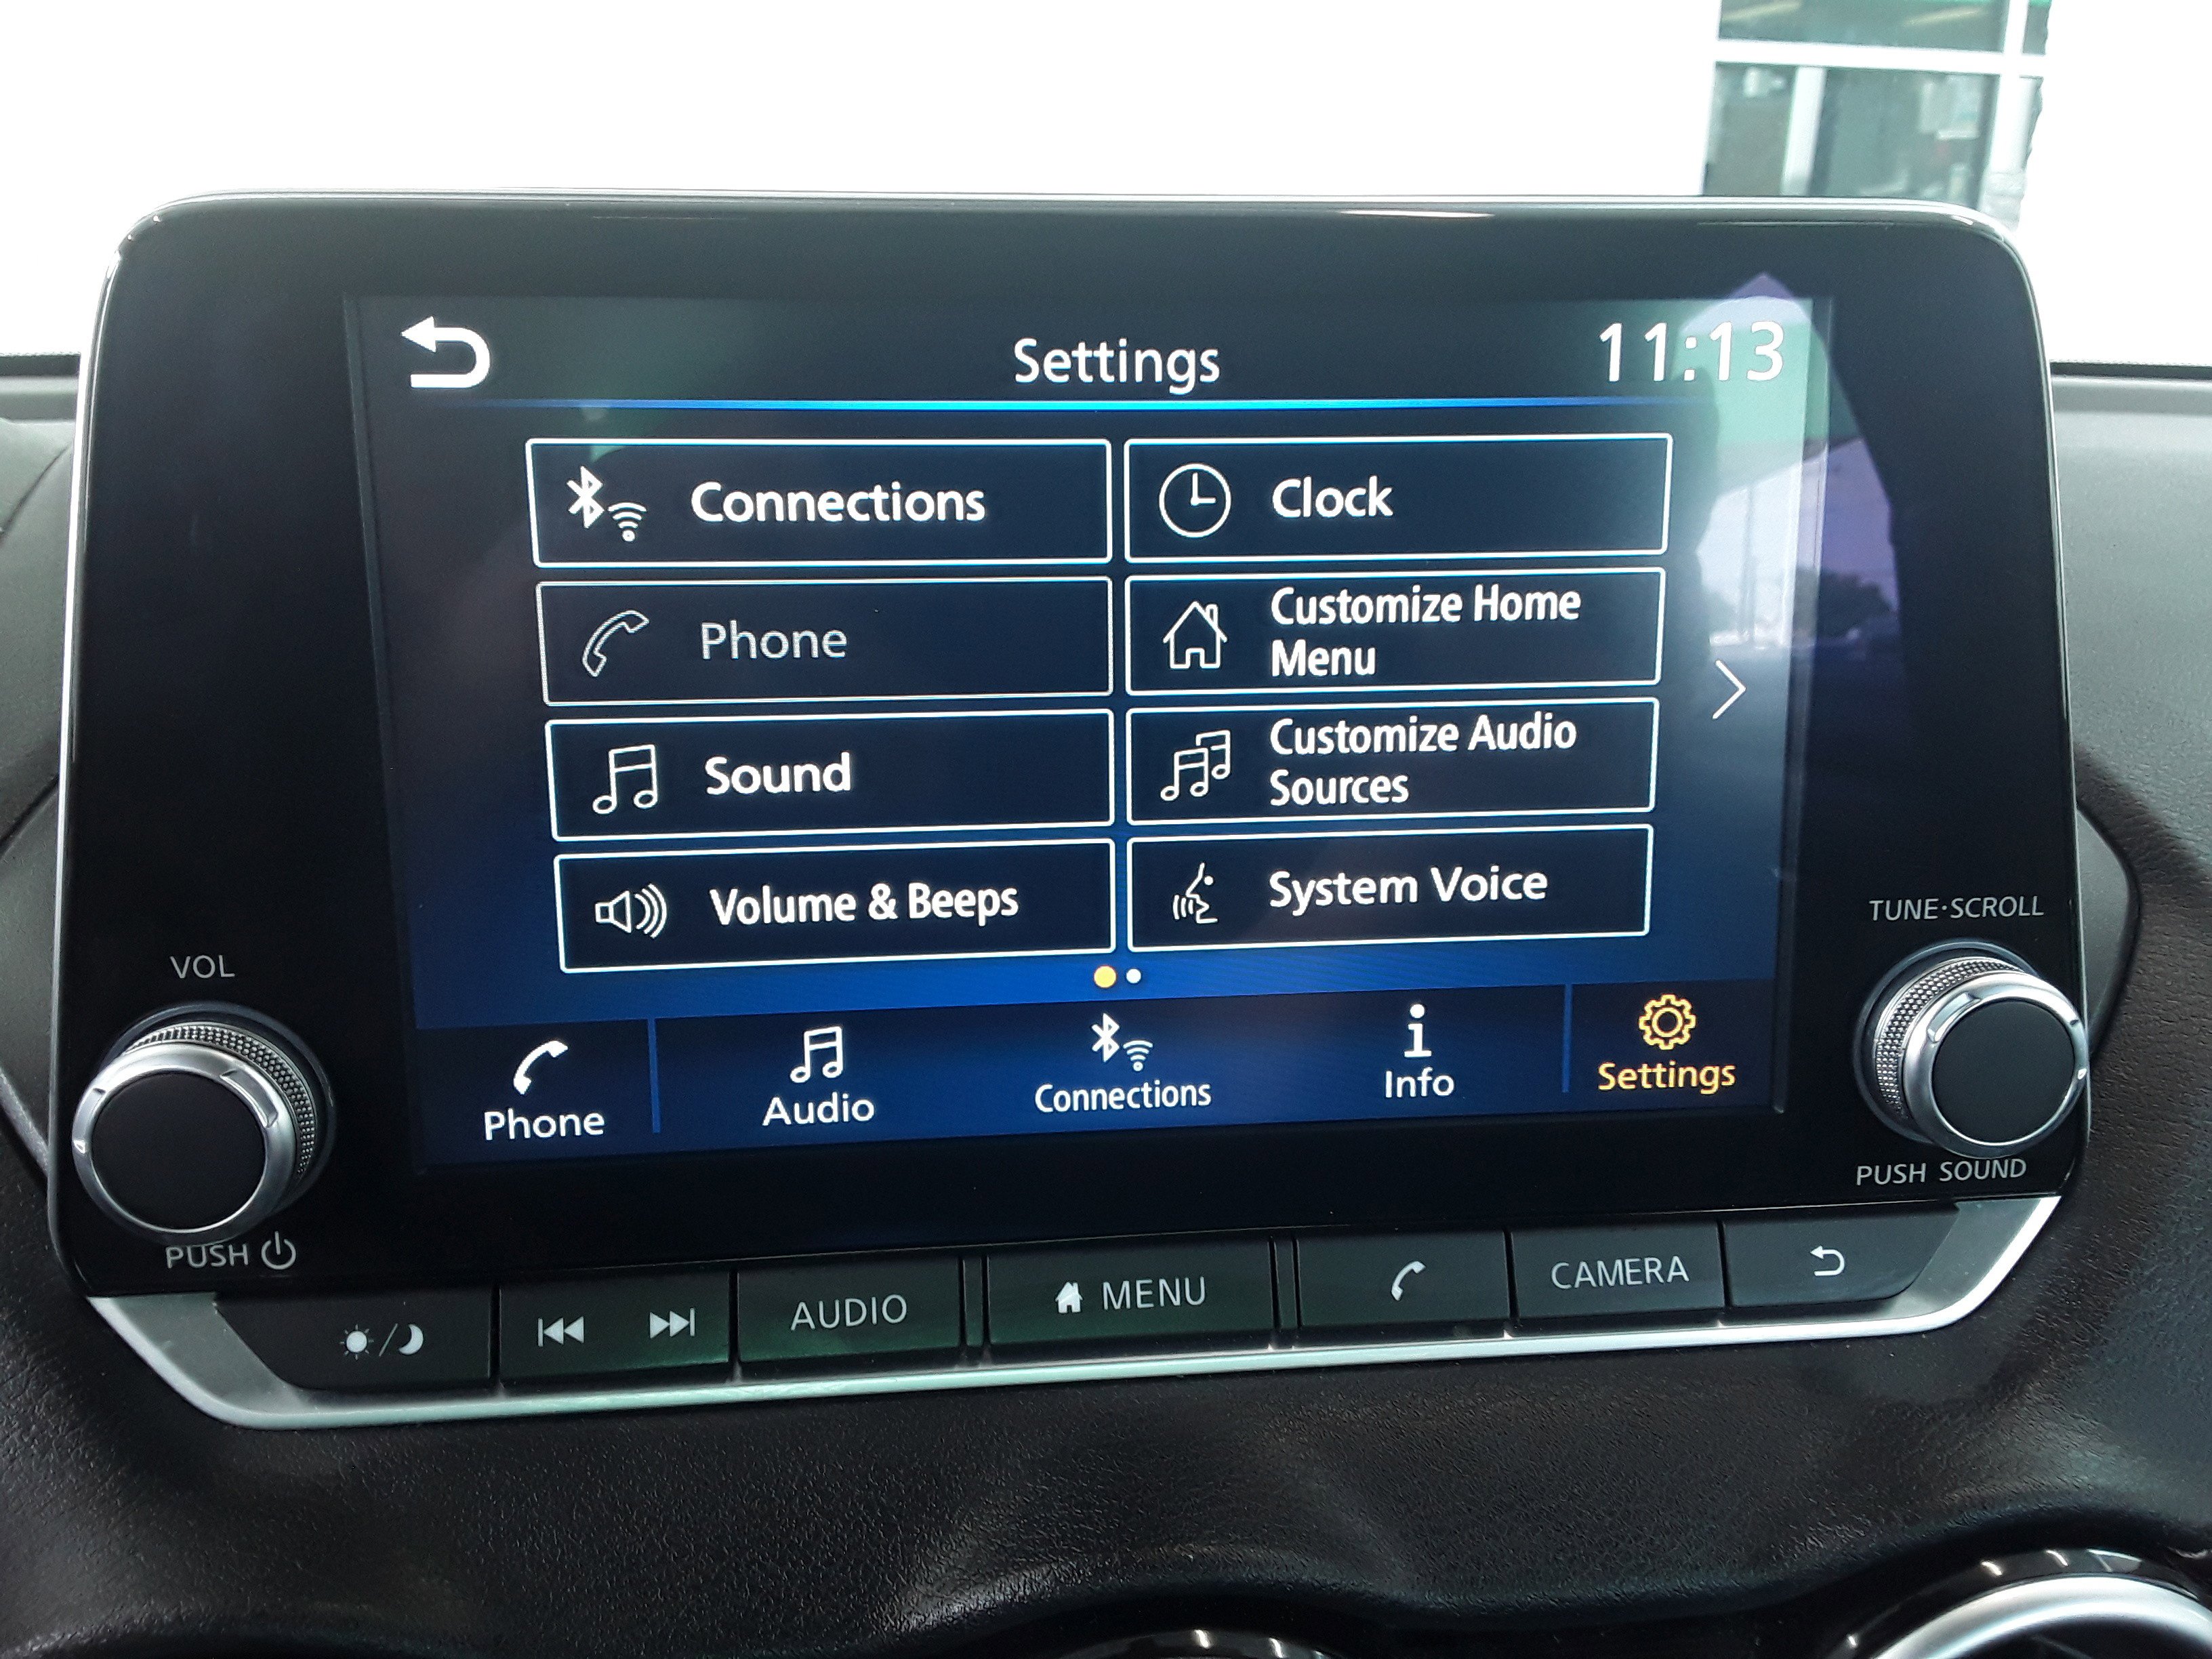 Settings
11:13
Connections
Clock
Phone
Customize Home
Menu
Sound
Customize Audio
Sources
Volume & Beeps
System Voice
Phone
Audio
Connections
Info
Settings
VOL
PUSH
TUNE·SCROLL
PUSH SOUND
AUDIO
MENU
CAMERA